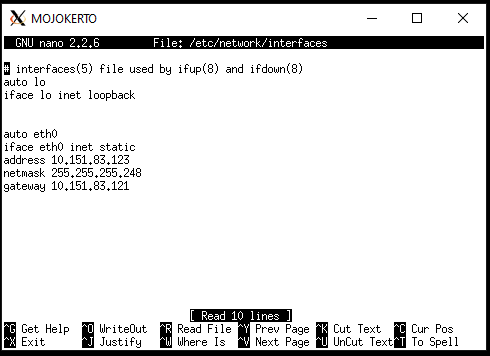 MOJOKERTO
GNU nano 2.2.6 File: /etc/network/interfaces
# interfaces(5) file used by ifup(8) and ifdown(8)
auto lo
iface lo inet loopback
auto eth0
iface eth0 inet static
address 10.151.83.123
netmask 255.255.255.248
gateway 10.151.83.121
[ Read 10 lines ]
^G Get Help ^O WriteOut ^R Read File ^Y Prev Page ^K Cut Text ^C Cur Pos
^X Exit ^J Justify ^W Where Is ^V Next Page ^U UnCut Text ^T To Spell